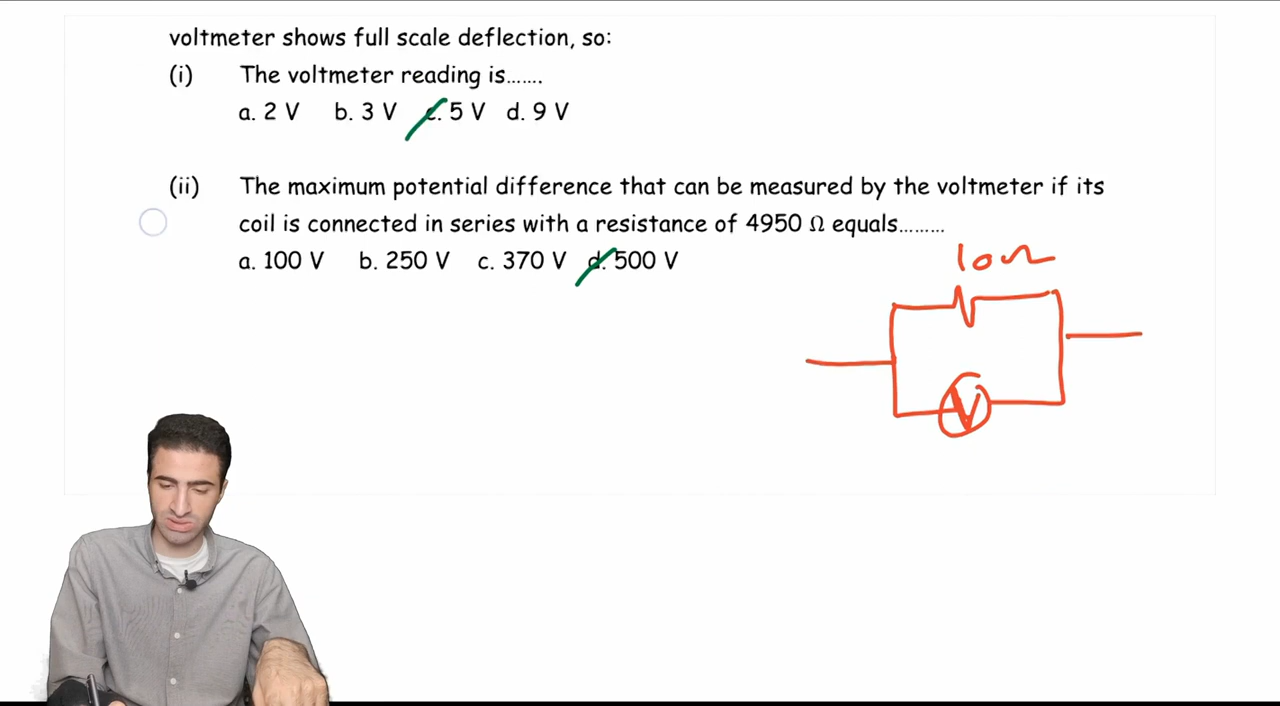 voltmeter shows full scale deflection, so:
(i) The voltmeter reading is.......
a. 2 V b. 3 V c. 5 V d. 9 V
(ii) The maximum potential difference that can be measured by the voltmeter if its
coil is connected in series with a resistance of 4950 Ω equals.........
a. 100 V b. 250 V c. 370 V d. 500 V
10Ω
V